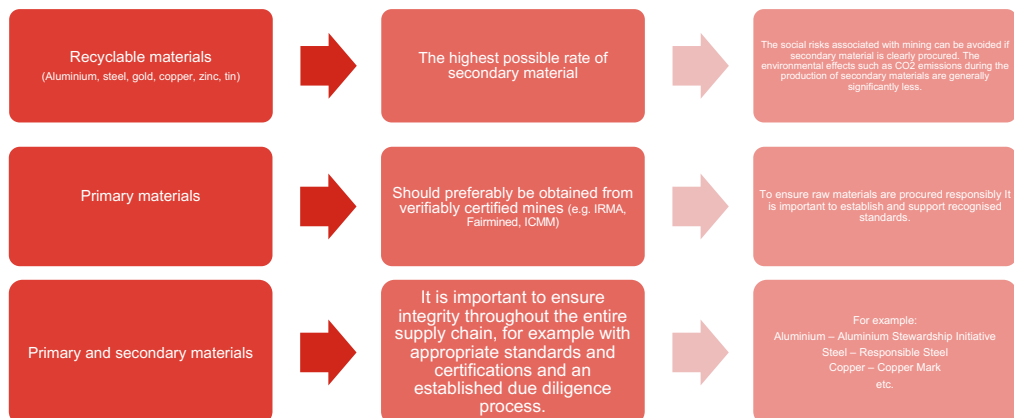 Recyclable materials
(Aluminium, steel, gold, copper, zinc, tin)
The highest possible rate of
secondary material
The social risks associated with mining can be avoided if
secondary material is clearly procured. The
environmental effects such as CO2 emissions during the
production of secondary materials are generally
significantly less.
Primary materials
Should preferably be obtained from
verifiably certified mines (e.g. IRMA,
Fairmined, ICMM)
To ensure raw materials are procured responsibly It
is important to establish and support recognised
standards.
Primary and secondary materials
It is important to ensure
integrity throughout the entire
supply chain, for example with
appropriate standards and
certifications and an
established due diligence
process.
For example:
Aluminium – Aluminium Stewardship Initiative
Steel – Responsible Steel
Copper – Copper Mark
etc.